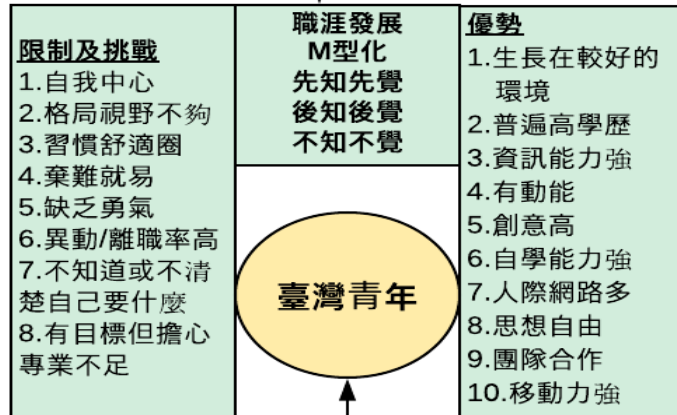 限制及挑戰
1.自我中心
2.格局視野不夠
3.習慣舒適圈
4.棄難就易
5.缺乏勇氣
6.異動/離職率高
7.不知道或不清
楚自己要什麼
8.有目標但擔心
專業不足
職涯發展
M型化
先知先覺
後知後覺
不知不覺
臺灣青年
優勢
1.生長在較好的
環境
2.普遍高學歷
3.資訊能力強
4.有動能
5.創意高
6.自學能力強
7.人際網路多
8.思想自由
9.團隊合作
10.移動力強